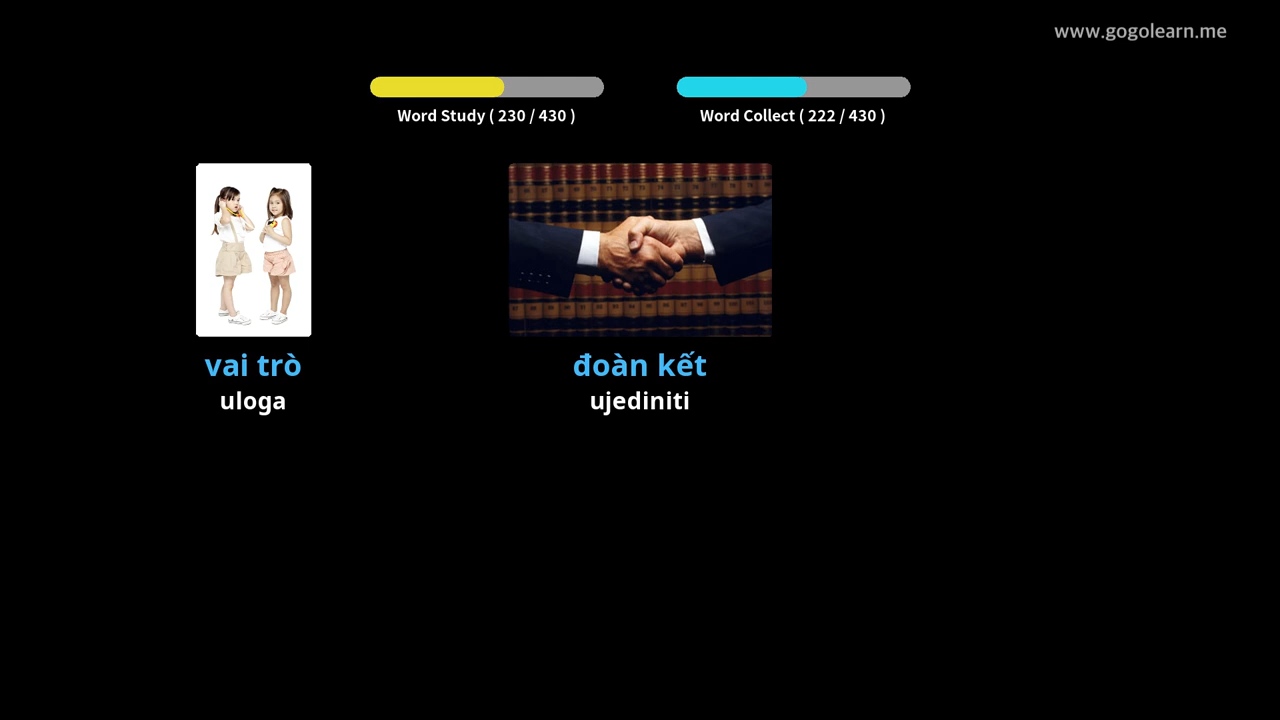 www.gogolearn.me
Word Study ( 230 / 430 )
Word Collect ( 222 / 430 )
vai trò
uloga
đoàn kết
ujediniti